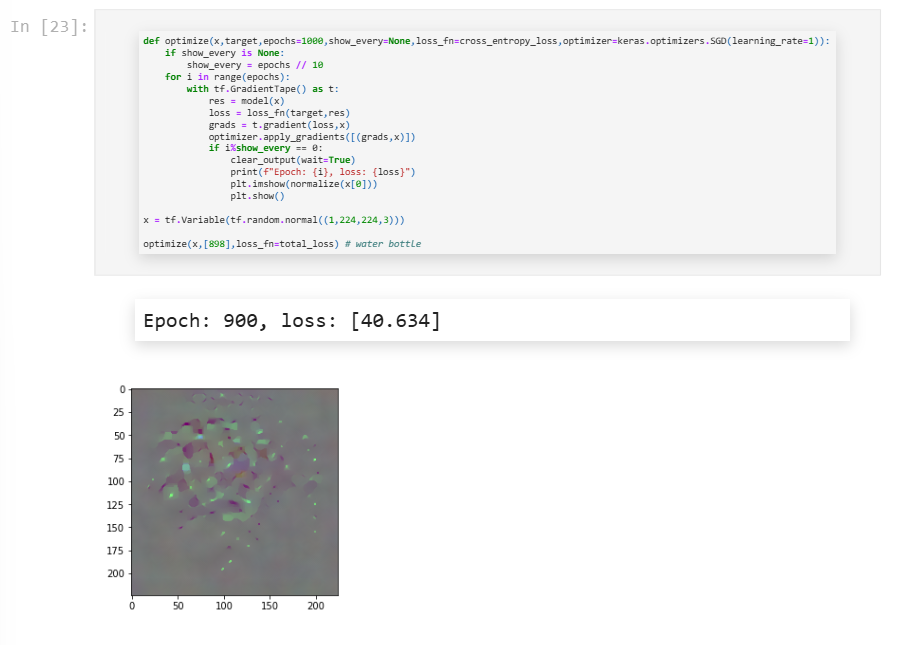 In [23]:
def optimize(x,target,epochs=1000,show_every=None,loss_fn=cross_entropy_loss,optimizer=keras.optimizers.SGD(learning_rate=1)):
    if show_every is None:
        show_every = epochs // 10
    for i in range(epochs):
        with tf.GradientTape() as t:
            res = model(x)
            loss = loss_fn(target,res)
            grads = t.gradient(loss,x)
            optimizer.apply_gradients([(grads,x)])
            if i%show_every == 0:
                clear_output(wait=True)
                print(f"Epoch: {i}, loss: {loss}")
                plt.imshow(normalize(x[0]))
                plt.show()
x = tf.Variable(tf.random.normal((1,224,224,3)))
optimize(x,[898],loss_fn=total_loss) # water bottle
Epoch: 900, loss: [40.634]
0
25
50
75
100
125
150
175
200
0 50 100 150 200